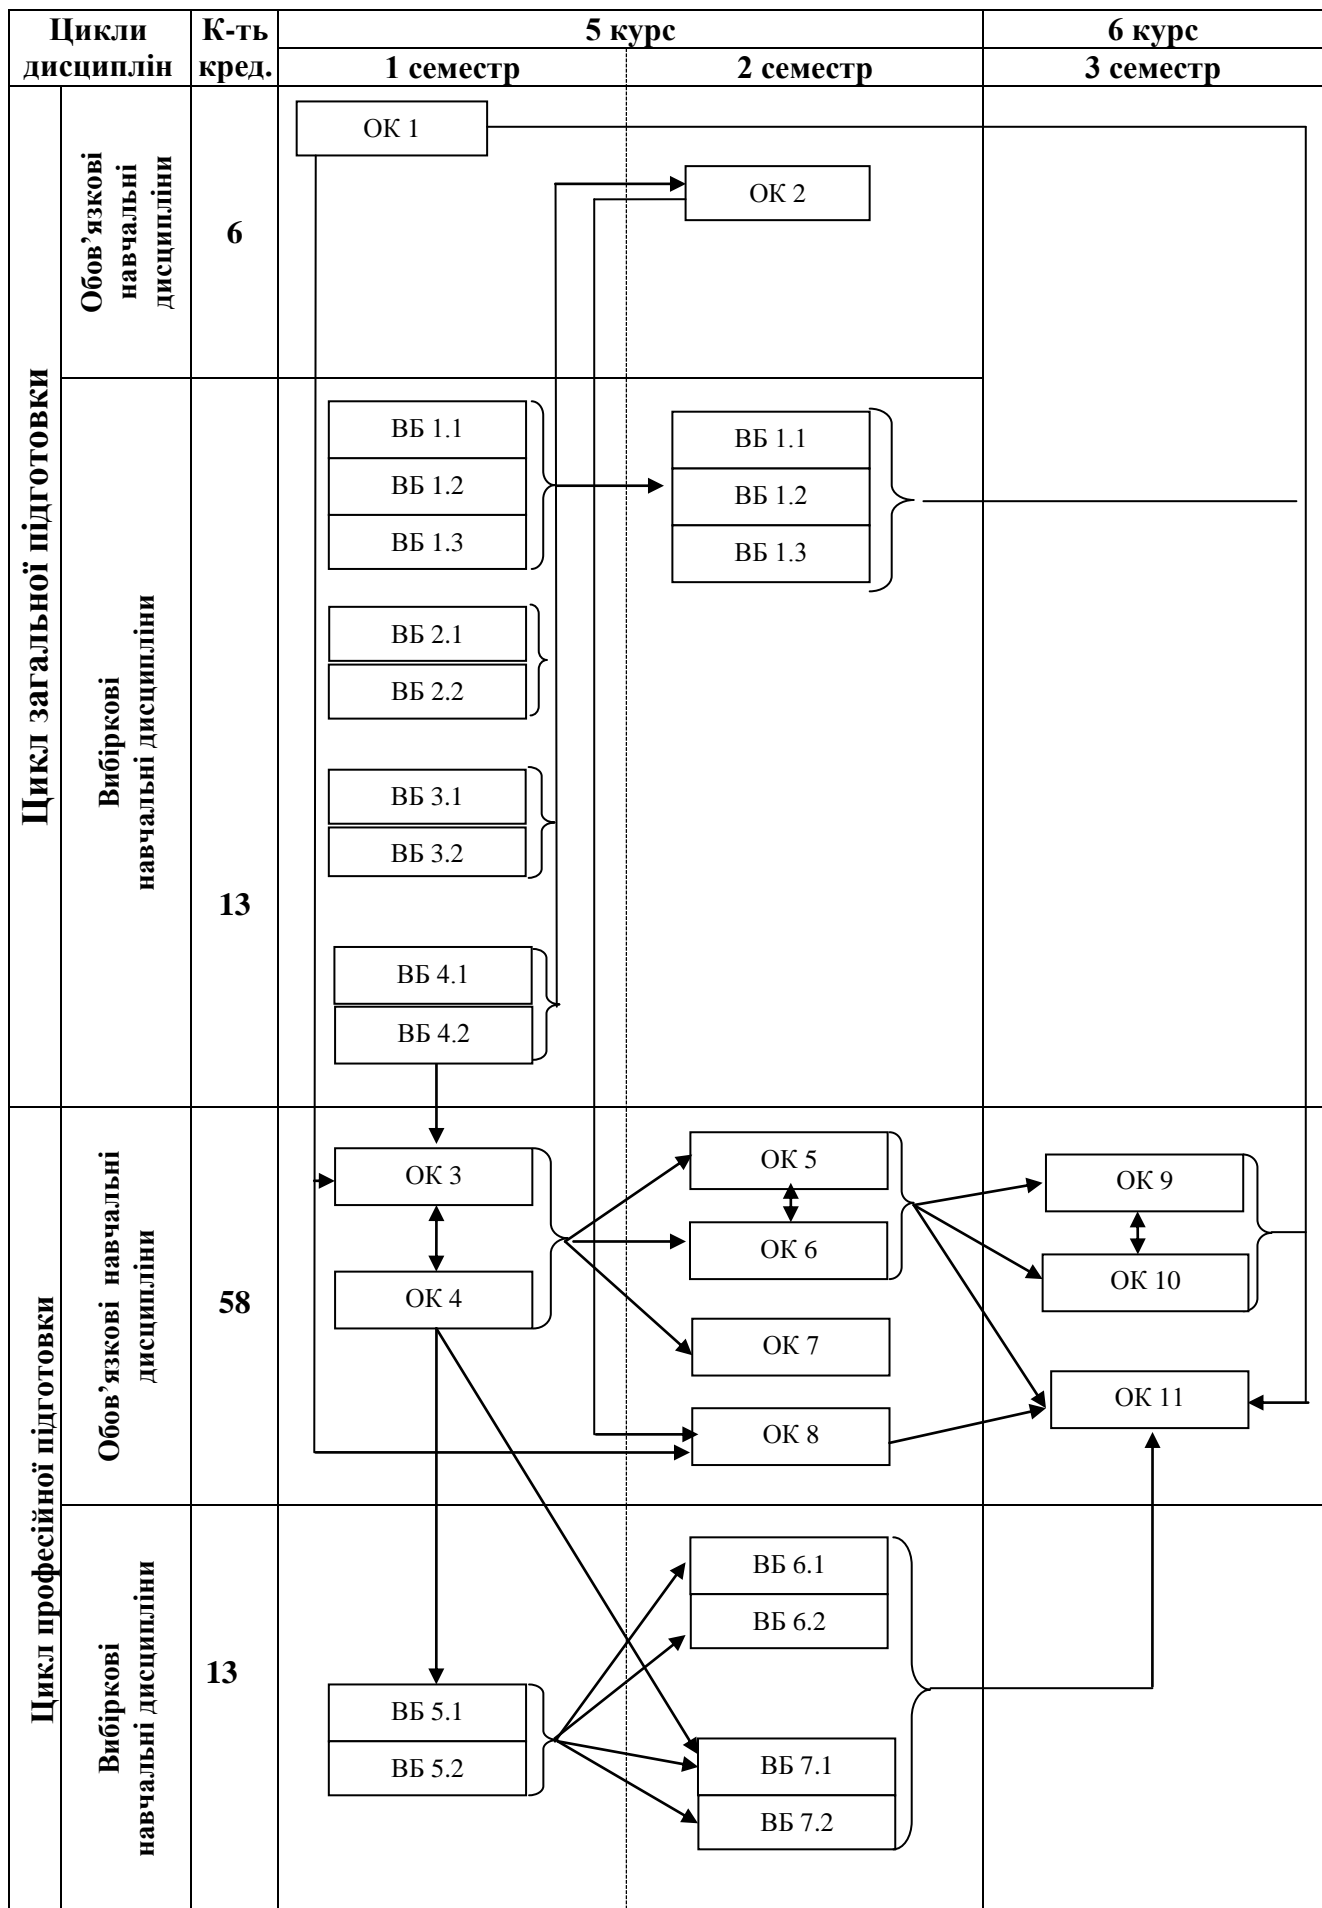 Цикли
дисциплін
К-ть
кред.
5 курс
6 курс
1 семестр
2 семестр
3 семестр
Цикл загальної підготовки
Обов’язкові
навчальні
дисципліни
6
ОК 1
ОК 2
Вибіркові
навчальні дисципліни
13
ВБ 1.1
ВБ 1.2
ВБ 1.3
ВБ 2.1
ВБ 2.2
ВБ 3.1
ВБ 3.2
ВБ 4.1
ВБ 4.2
ВБ 1.1
ВБ 1.2
ВБ 1.3
Цикл професійної підготовки
Обов’язкові навчальні
дисципліни
58
ОК 3
ОК 4
ОК 5
ОК 6
ОК 7
ОК 8
ОК 9
ОК 10
ОК 11
Вибіркові
навчальні дисципліни
13
ВБ 5.1
ВБ 5.2
ВБ 6.1
ВБ 6.2
ВБ 7.1
ВБ 7.2